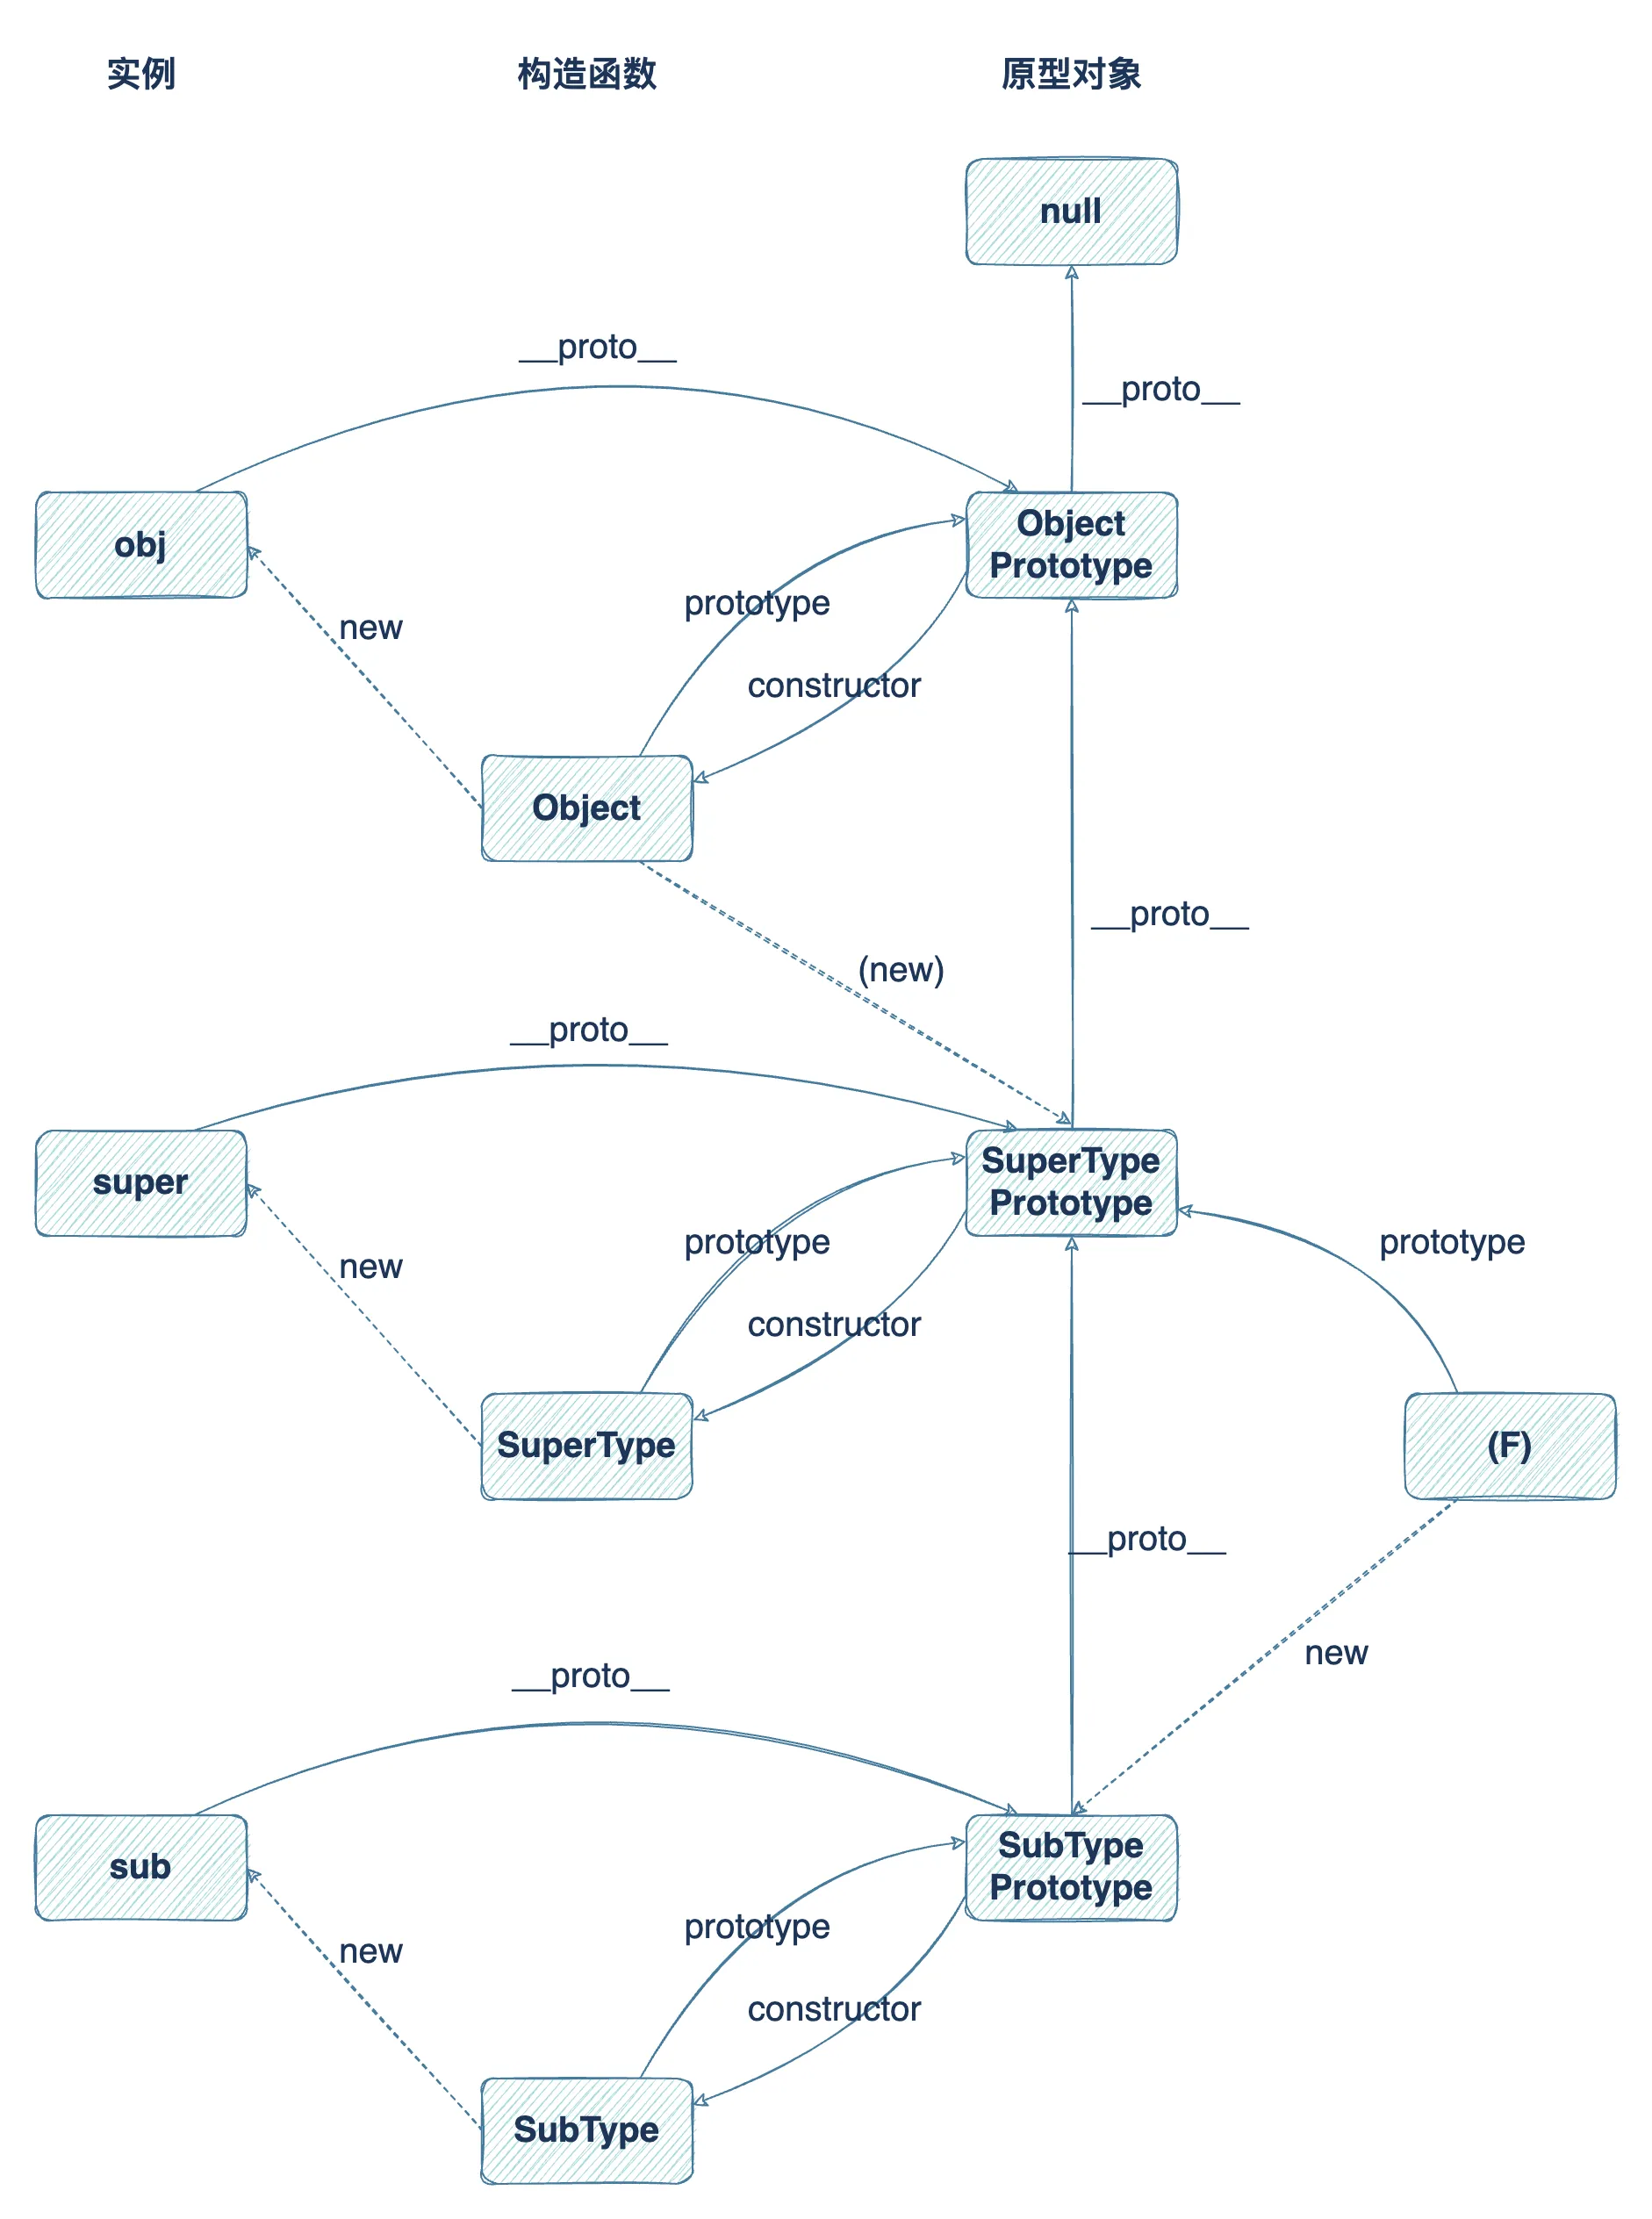 实例
构造函数
原型对象
null
__proto__
__proto__
obj
Object
Prototype
prototype
new
constructor
Object
__proto__
(new)
__proto__
super
SuperType
Prototype
prototype
prototype
new
constructor
SuperType
(F)
__proto__
new
__proto__
sub
SubType
Prototype
prototype
new
constructor
SubType